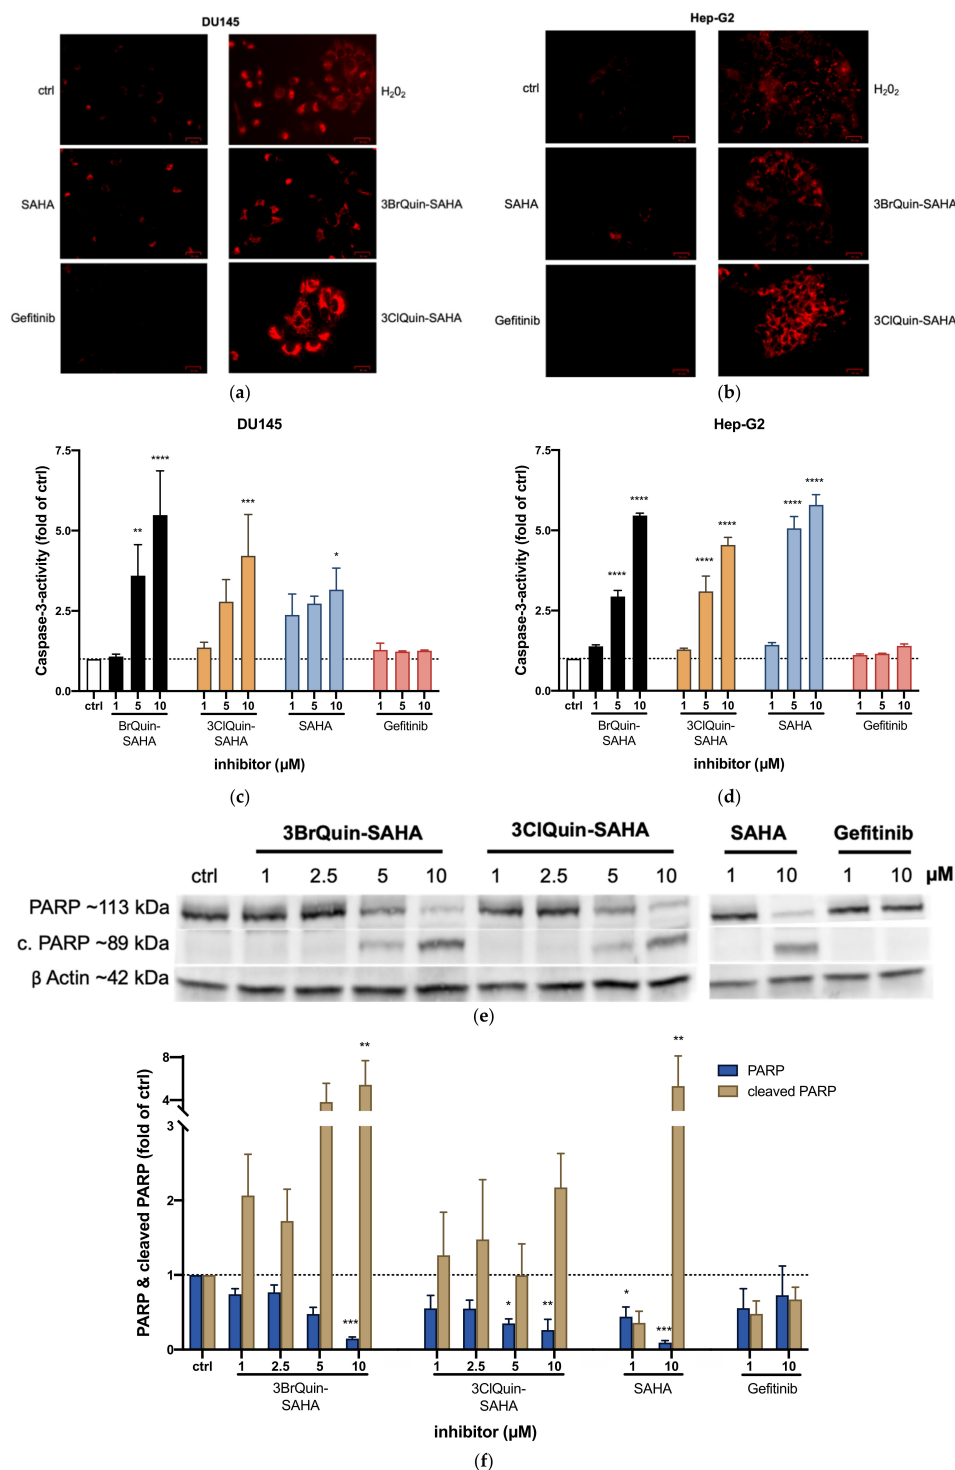 DU145
Hep-G2
ctrl
H₂0₂
ctrl
H₂0₂
SAHA
3BrQuin-SAHA
SAHA
3BrQuin-SAHA
Gefitinib
3ClQuin-SAHA
Gefitinib
3ClQuin-SAHA
(a)
(b)
DU145
Caspase-3-activity (fold of ctrl)
7.5
5.0
2.5
0.0
** **** *** *
ctrl 1 5 10 1 5 10 1 5 10 1 5 10
BrQuin-SAHA 3ClQuin-SAHA SAHA Gefitinib
inhibitor (µM)
(c)
Hep-G2
Caspase-3-activity (fold of ctrl)
7.5
5.0
2.5
0.0
**** **** **** **** **** ****
ctrl 1 5 10 1 5 10 1 5 10 1 5 10
BrQuin-SAHA 3ClQuin-SAHA SAHA Gefitinib
inhibitor (µM)
(d)
3BrQuin-SAHA 3ClQuin-SAHA SAHA Gefitinib
ctrl 1 2.5 5 10 1 2.5 5 10 1 10 1 10 µM
PARP ~113 kDa
c. PARP ~89 kDa
β Actin ~42 kDa
(e)
PARP & cleaved PARP (fold of ctrl)
8
4
3
2
1
0
*** ** * ** * *** **
PARP
cleaved PARP
ctrl 1 2.5 5 10 1 2.5 5 10 1 10 1 10
3BrQuin-SAHA 3ClQuin-SAHA SAHA Gefitinib
inhibitor (µM)
(f)